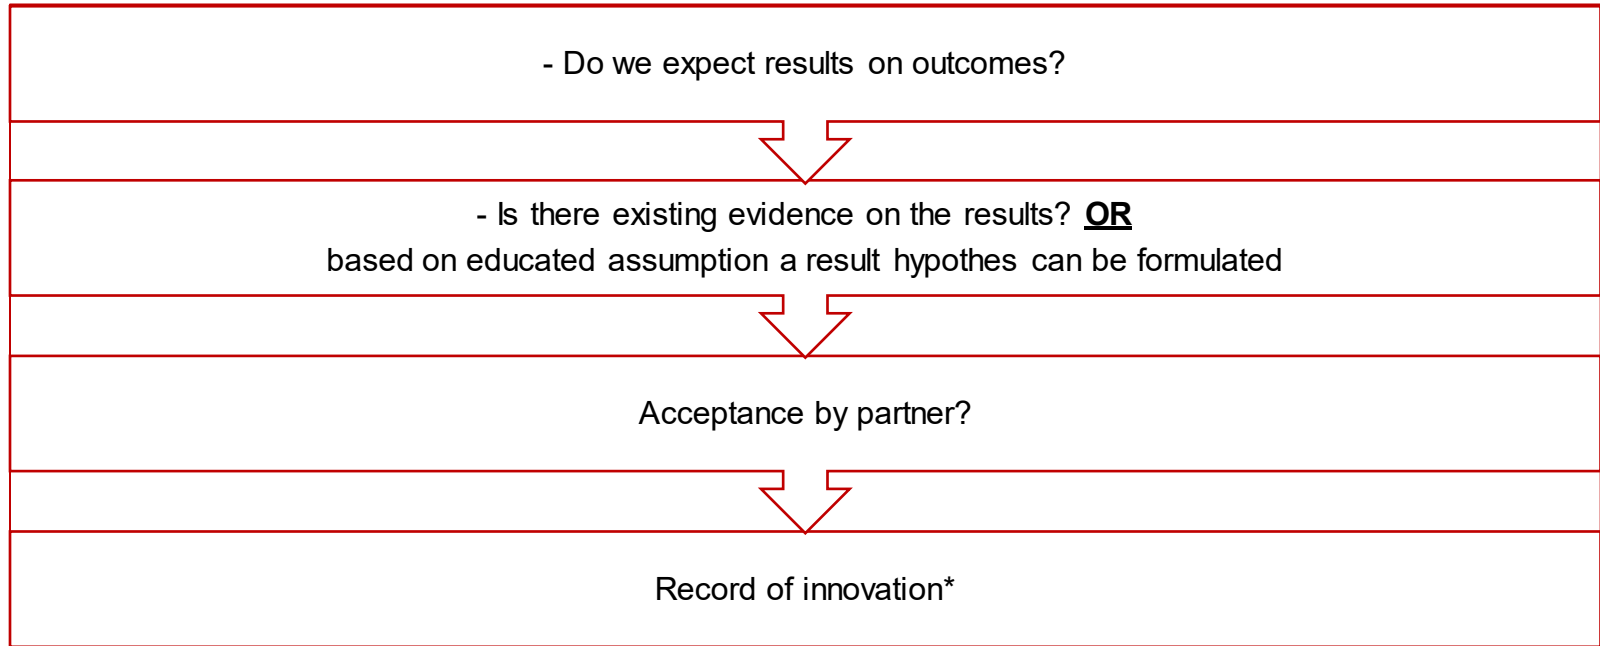 - Do we expect results on outcomes?
- Is there existing evidence on the results? OR
based on educated assumption a result hypothes can be formulated
Acceptance by partner?
Record of innovation*